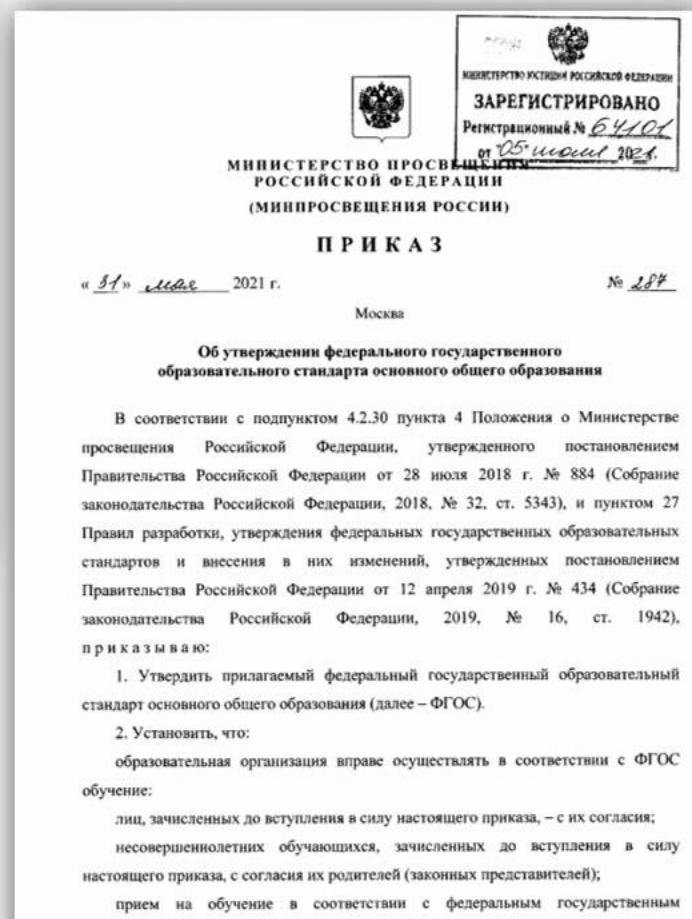 МИНИСТЕРСТВО ЮСТИЦИИ РОССИЙСКОЙ ФЕДЕРАЦИИ
ЗАРЕГИСТРИРОВАНО
Регистрационный № 64101
от "05" июля 2021г.
МИНИСТЕРСТВО ПРОСВЕЩЕНИЯ
РОССИЙСКОЙ ФЕДЕРАЦИИ
(МИНПРОСВЕЩЕНИЯ РОССИИ)
ПРИКАЗ
« 31 » мая 2021 г.
№ 287
Москва
Об утверждении федерального государственного
образовательного стандарта основного общего образования
В соответствии с подпунктом 4.2.30 пункта 4 Положения о Министерстве
просвещения Российской Федерации, утвержденного постановлением
Правительства Российской Федерации от 28 июля 2018 г. № 884 (Собрание
законодательства Российской Федерации, 2018, № 32, ст. 5343), и пунктом 27
Правил разработки, утверждения федеральных государственных образовательных
стандартов и внесения в них изменений, утвержденных постановлением
Правительства Российской Федерации от 12 апреля 2019 г. № 434 (Собрание
законодательства Российской Федерации, 2019, № 16, ст. 1942),
п р и к а з ы в а ю:
1. Утвердить прилагаемый федеральный государственный образовательный
стандарт основного общего образования (далее – ФГОС).
2. Установить, что:
образовательная организация вправе осуществлять в соответствии с ФГОС
обучение:
лиц, зачисленных до вступления в силу настоящего приказа, – с их согласия;
несовершеннолетних обучающихся, зачисленных до вступления в силу
настоящего приказа, с согласия их родителей (законных представителей);
прием на обучение в соответствии с федеральным государственным